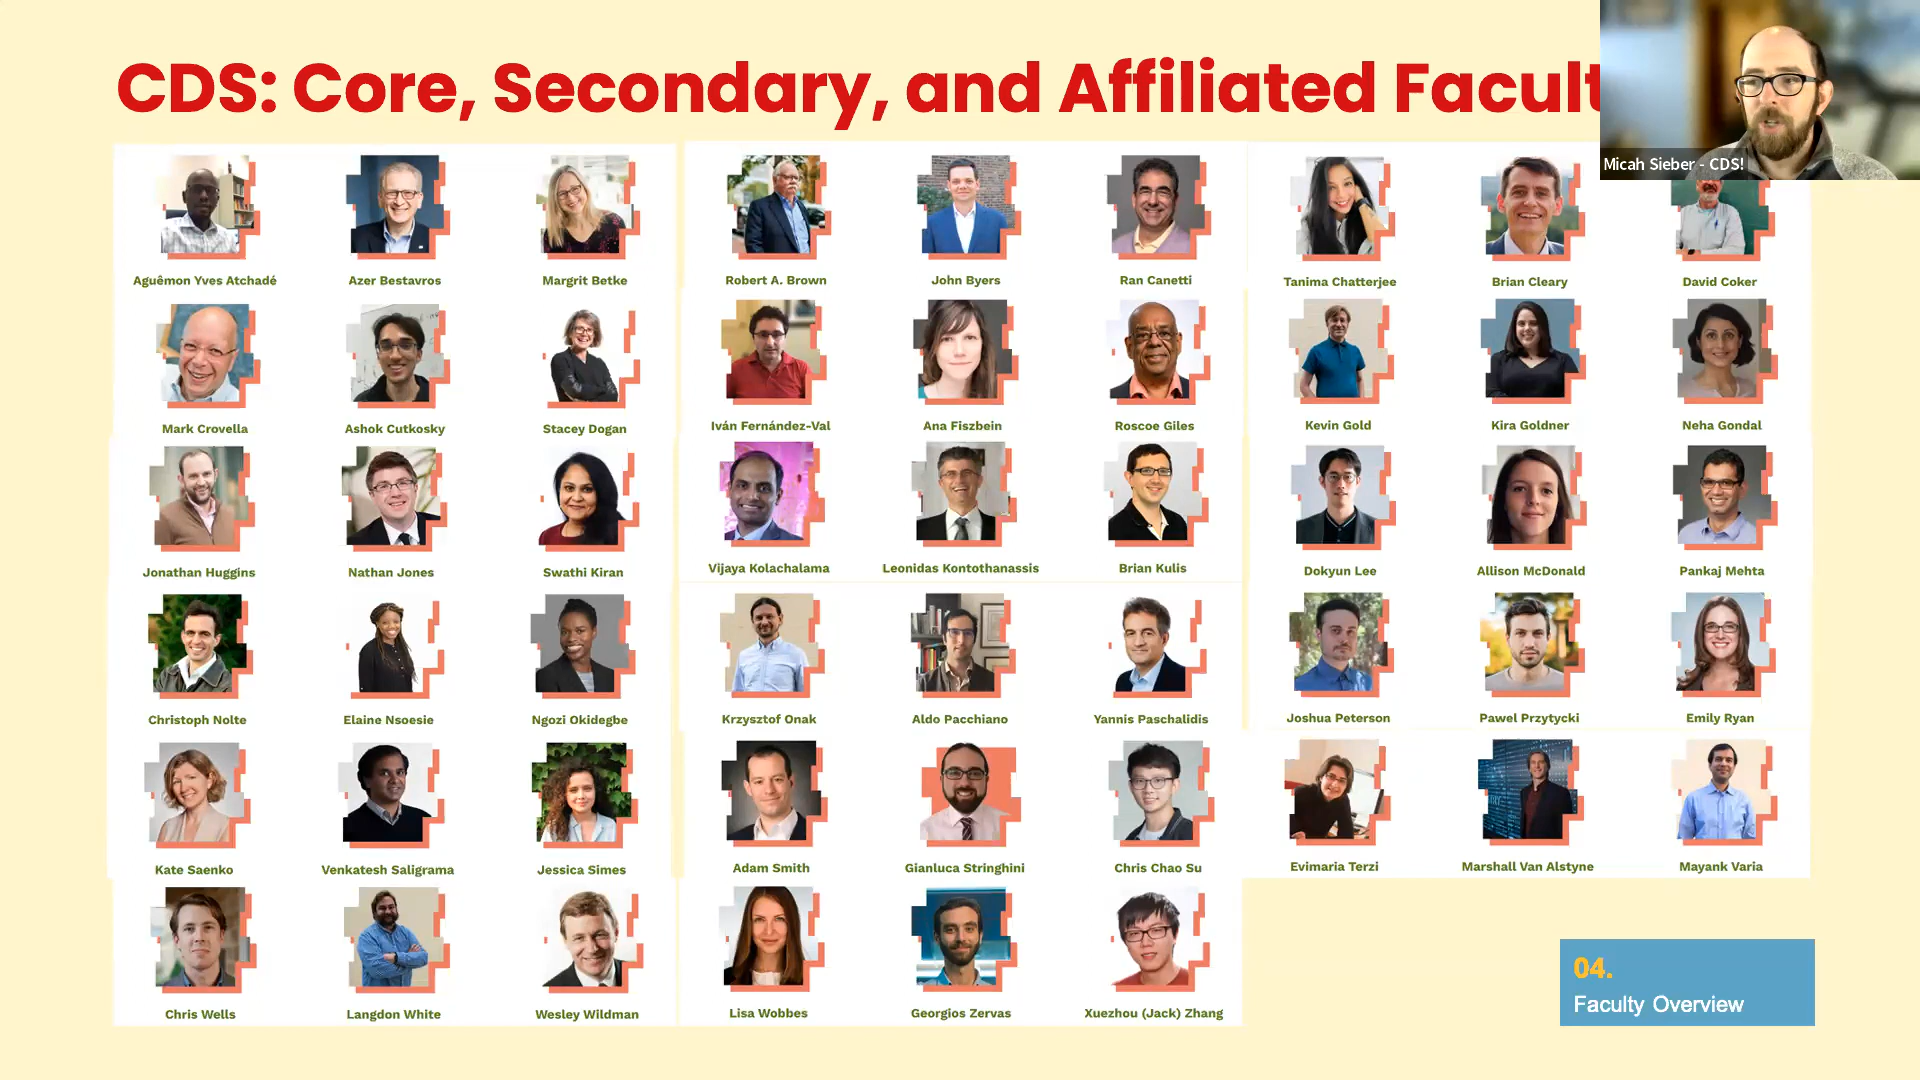 CDS: Core, Secondary, and Affiliated Facult
Micah Sieber - CDS!
Aguêmon Yves Atchadé
Azer Bestavros
Margrit Betke
Robert A. Brown
John Byers
Ran Canetti
Tanima Chatterjee
Brian Cleary
David Coker
Mark Crovella
Ashok Cutkosky
Stacey Dogan
Iván Fernández-Val
Ana Fiszbein
Roscoe Giles
Kevin Gold
Kira Goldner
Neha Gondal
Jonathan Huggins
Nathan Jones
Swathi Kiran
Vijaya Kolachalama
Leonidas Kontothanassis
Brian Kulis
Dokyun Lee
Allison McDonald
Pankaj Mehta
Christoph Nolte
Elaine Nsoesie
Ngozi Okidegbe
Krzysztof Onak
Aldo Pacchiano
Yannis Paschalidis
Joshua Peterson
Pawel Przytycki
Emily Ryan
Kate Saenko
Venkatesh Saligrama
Jessica Simes
Adam Smith
Gianluca Stringhini
Chris Chao Su
Evimaria Terzi
Marshall Van Alstyne
Mayank Varia
Chris Wells
Langdon White
Wesley Wildman
Lisa Wobbes
Georgios Zervas
Xuezhou (Jack) Zhang
04.
Faculty Overview